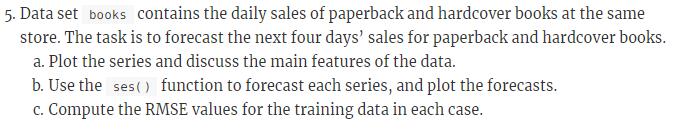 5. Data set books contains the daily sales of paperback and hardcover books at the same
store. The task is to forecast the next four days’ sales for paperback and hardcover books.
a. Plot the series and discuss the main features of the data.
b. Use the ses() function to forecast each series, and plot the forecasts.
c. Compute the RMSE values for the training data in each case.